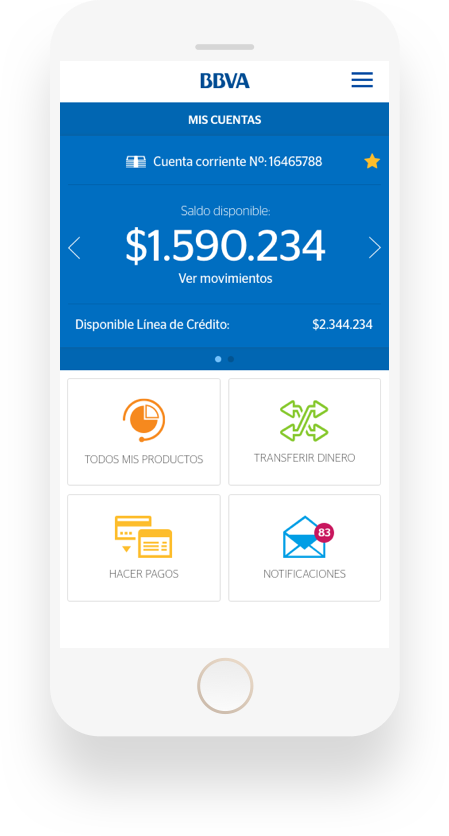 BBVA
MIS CUENTAS
Cuenta corriente Nº: 16465788
Saldo disponible:
$1.590.234
Ver movimientos
Disponible Línea de Crédito: $2.344.234
TODOS MIS PRODUCTOS
TRANSFERIR DINERO
HACER PAGOS
83
NOTIFICACIONES